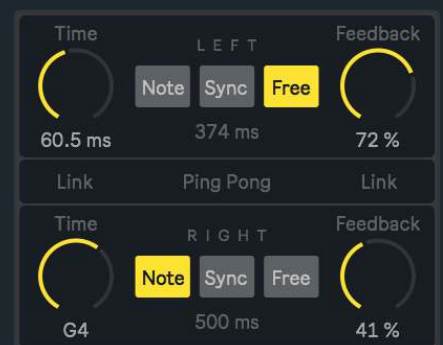 Time LEFT Feedback
Note Sync Free
60.5 ms 374 ms 72 %
Link Ping Pong Link
Time RIGHT Feedback
Note Sync Free
G4 500 ms 41 %